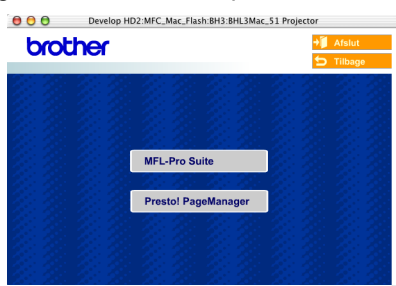 Develop HD2:MFC_Mac_Flash:BH3:BHL3Mac_51 Projector
brother
Afslut
Tilbage
MFL-Pro Suite
Presto! PageManager